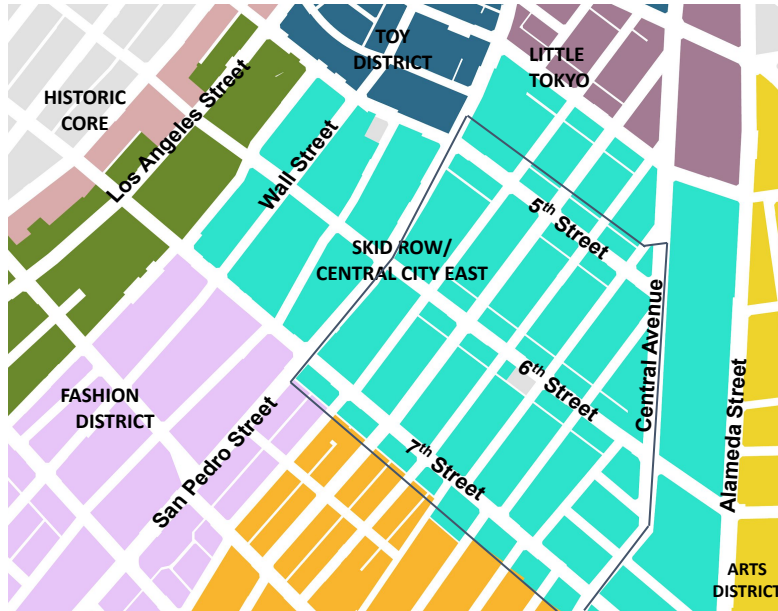 TOY
DISTRICT
LITTLE
TOKYO
HISTORIC
CORE
Los Angeles Street
Wall Street
5th Street
SKID ROW/
CENTRAL CITY EAST
Central Avenue
6th Street
FASHION
DISTRICT
San Pedro Street
7th Street
Alameda Street
ARTS
DISTRICT